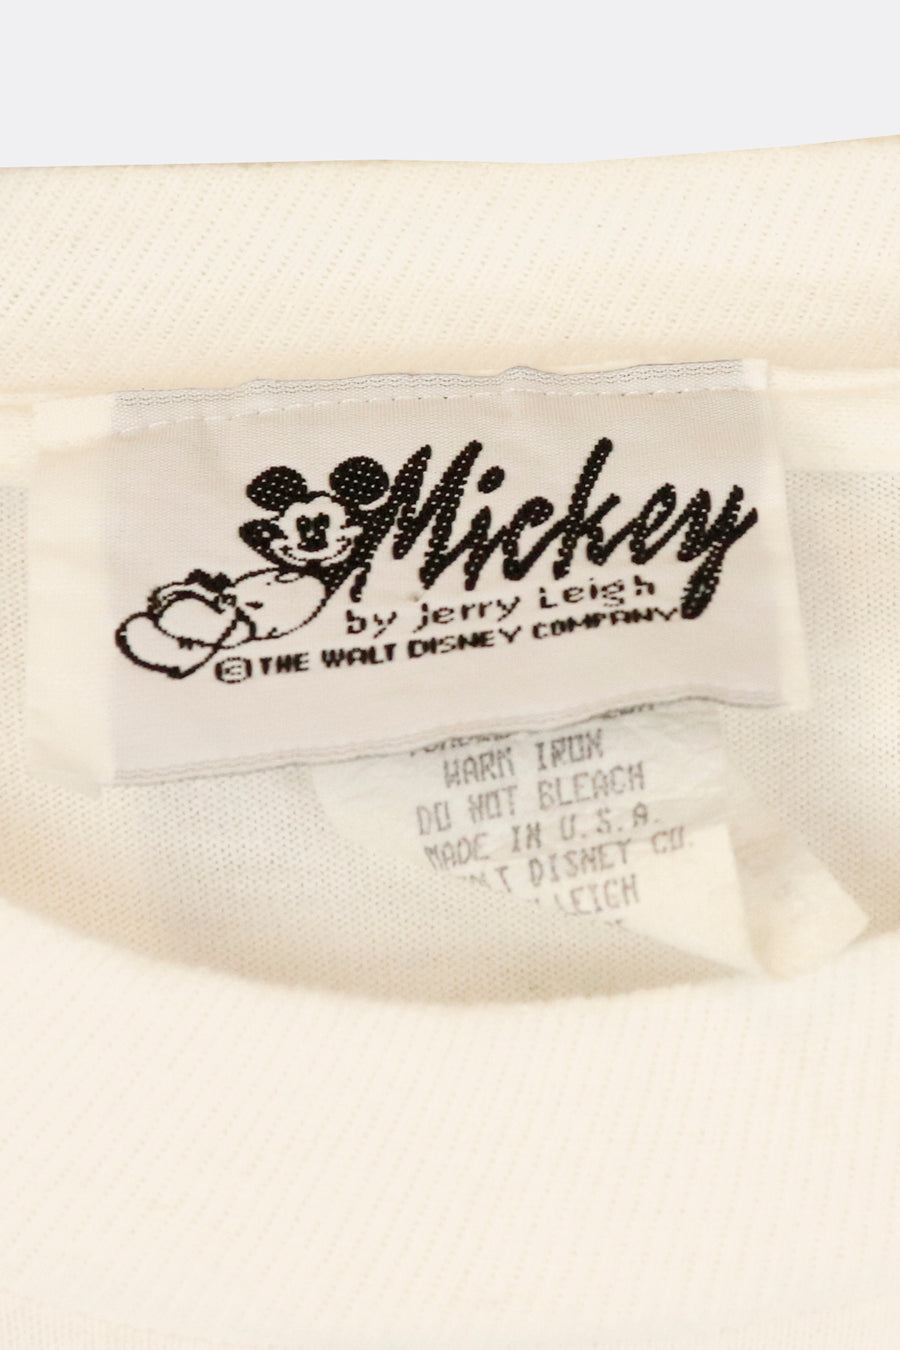 Mickey
by Jerry Leigh
© THE WALT DISNEY COMPANY
WARM IRON
DO NOT BLEACH
MADE IN U.S.A.
DISNEY CO.
LEIGH